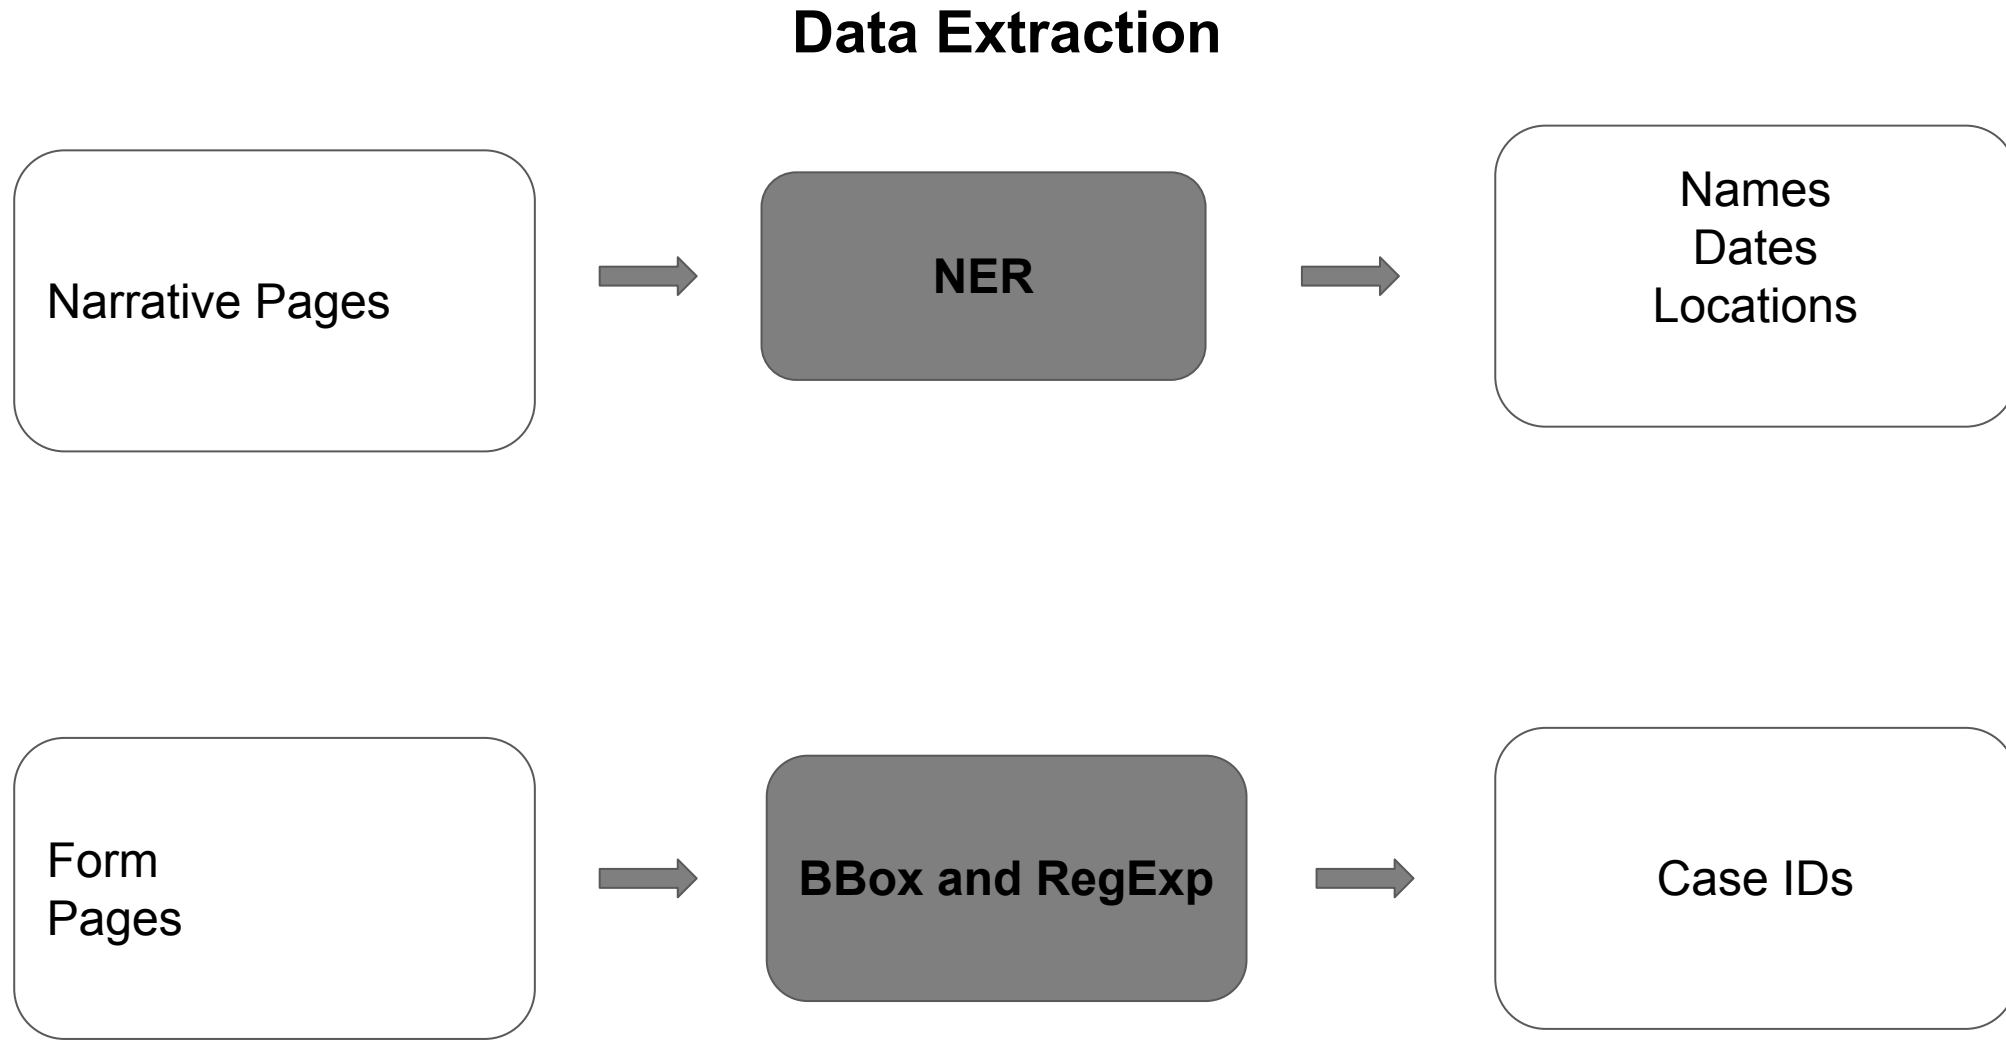 Data Extraction
Narrative Pages
NER
Names
Dates
Locations
Form
Pages
BBox and RegExp
Case IDs